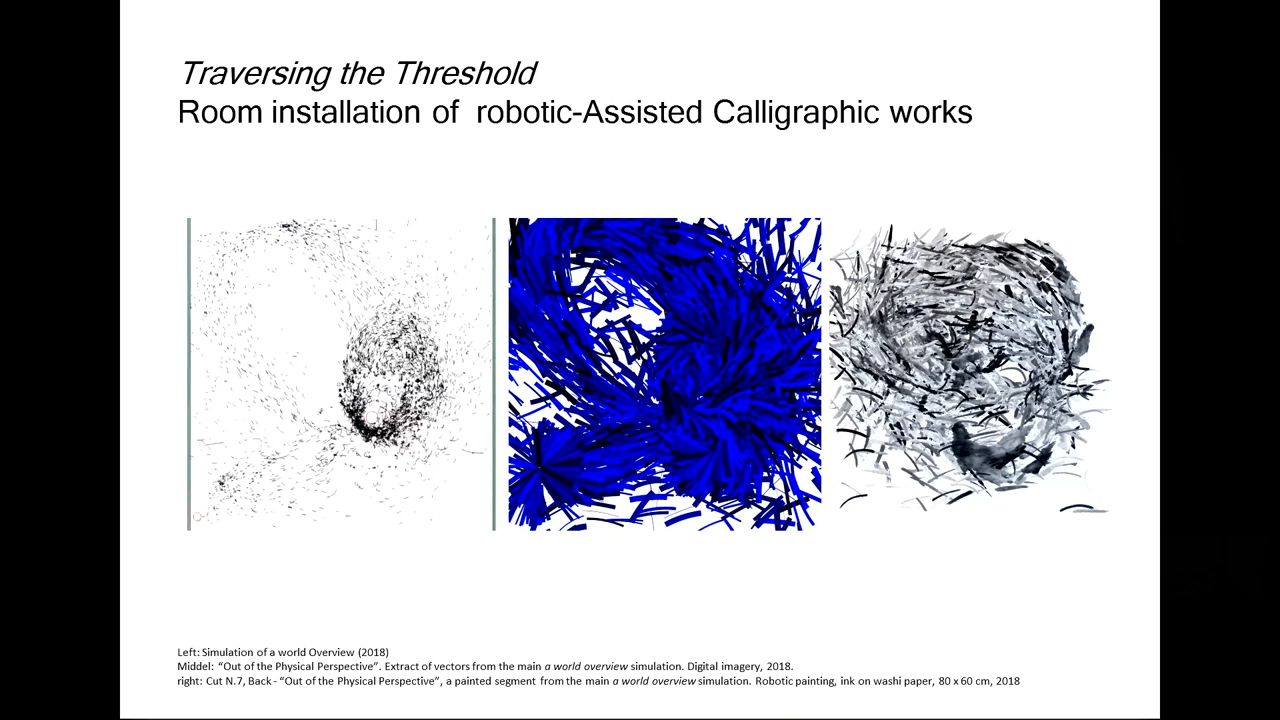 Traversing the Threshold
Room installation of robotic-Assisted Calligraphic works
Left: Simulation of a world Overview (2018)
Middel: “Out of the Physical Perspective”. Extract of vectors from the main a world overview simulation. Digital imagery, 2018.
right: Cut N.7, Back - “Out of the Physical Perspective”, a painted segment from the main a world overview simulation. Robotic painting, ink on washi paper, 80 x 60 cm, 2018